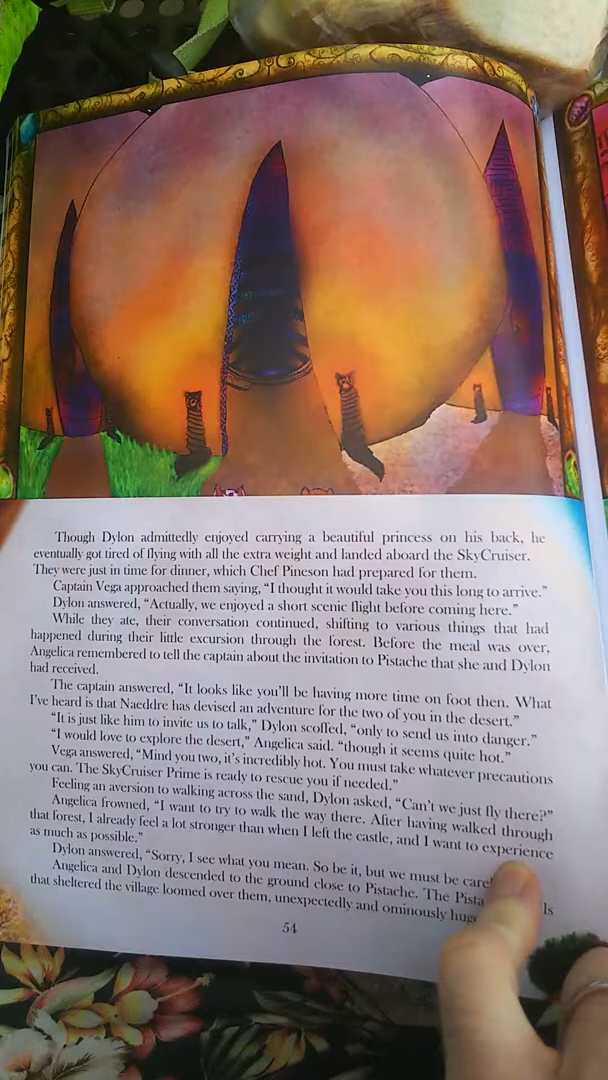 Though Dylon admittedly enjoyed carrying a beautiful princess on his back, he
eventually got tired of flying with all the extra weight and landed aboard the SkyCruiser.
They were just in time for dinner, which Chef Pineson had prepared for them.
Captain Vega approached them saying, “I thought it would take you this long to arrive.”
Dylon answered, “Actually, we enjoyed a short scenic flight before coming here.”
While they ate, their conversation continued, shifting to various things that had
happened during their little excursion through the forest. Before the meal was over,
Angelica remembered to tell the captain about the invitation to Pistache that she and Dylon
had received.
The captain answered, “It looks like you’ll be having more time on foot then. What
I’ve heard is that Naeddre has devised an adventure for the two of you in the desert.”
“It is just like him to invite us to talk,” Dylon scoffed, “only to send us into danger.”
“I would love to explore the desert,” Angelica said. “though it seems quite hot.”
Vega answered, “Mind you two, it’s incredibly hot. You must take whatever precautions
you can. The SkyCruiser Prime is ready to rescue you if needed.”
Feeling an aversion to walking across the sand, Dylon asked, “Can’t we just fly there?”
Angelica frowned, “I want to try to walk the way there. After having walked through
that forest, I already feel a lot stronger than when I left the castle, and I want to experience
as much as possible.”
Dylon answered, “Sorry, I see what you mean. So be it, but we must be
Angelica and Dylon descended to the ground close to Pistache. The
that sheltered the village loomed over them, unexpectedly and ominously
54